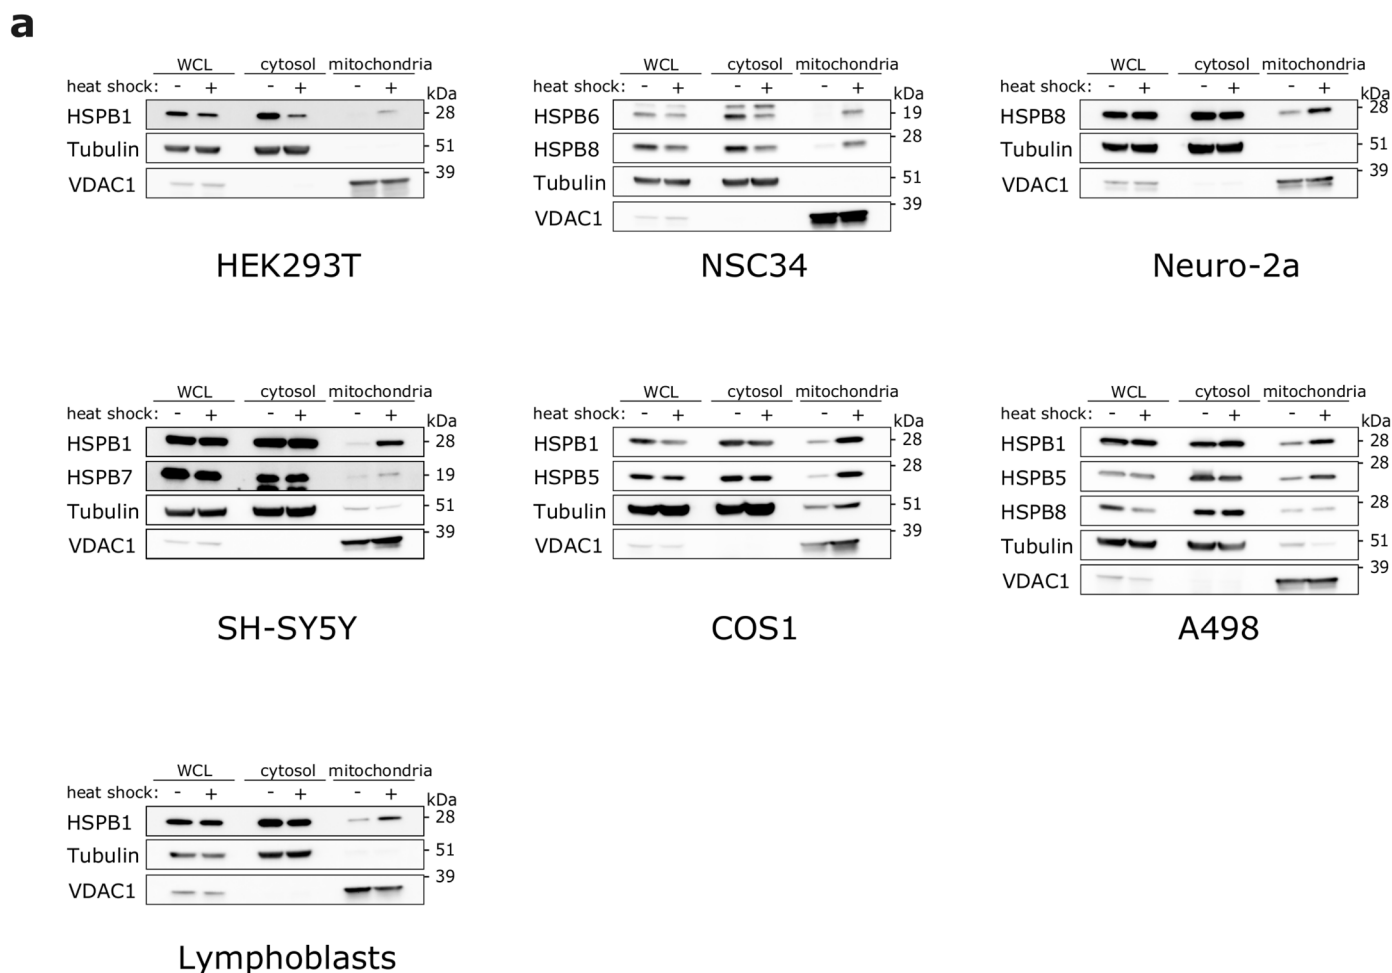 a
WCL cytosol mitochondria
heat shock: - + - + - + kDa
HSPB1 28
Tubulin 51
VDAC1 39
HEK293T
WCL cytosol mitochondria
heat shock: - + - + - + kDa
HSPB6 19
HSPB8 28
Tubulin 51
VDAC1 39
NSC34
WCL cytosol mitochondria
heat shock: - + - + - + kDa
HSPB8 28
Tubulin 51
VDAC1 39
Neuro-2a
WCL cytosol mitochondria
heat shock: - + - + - + kDa
HSPB1 28
HSPB7 19
Tubulin 51
VDAC1 39
SH-SY5Y
WCL cytosol mitochondria
heat shock: - + - + - + kDa
HSPB1 28
HSPB5 28
Tubulin 51
VDAC1 39
COS1
WCL cytosol mitochondria
heat shock: - + - + - + kDa
HSPB1 28
HSPB5 28
HSPB8 28
Tubulin 51
VDAC1 39
A498
WCL cytosol mitochondria
heat shock: - + - + - + kDa
HSPB1 28
Tubulin 51
VDAC1 39
Lymphoblasts